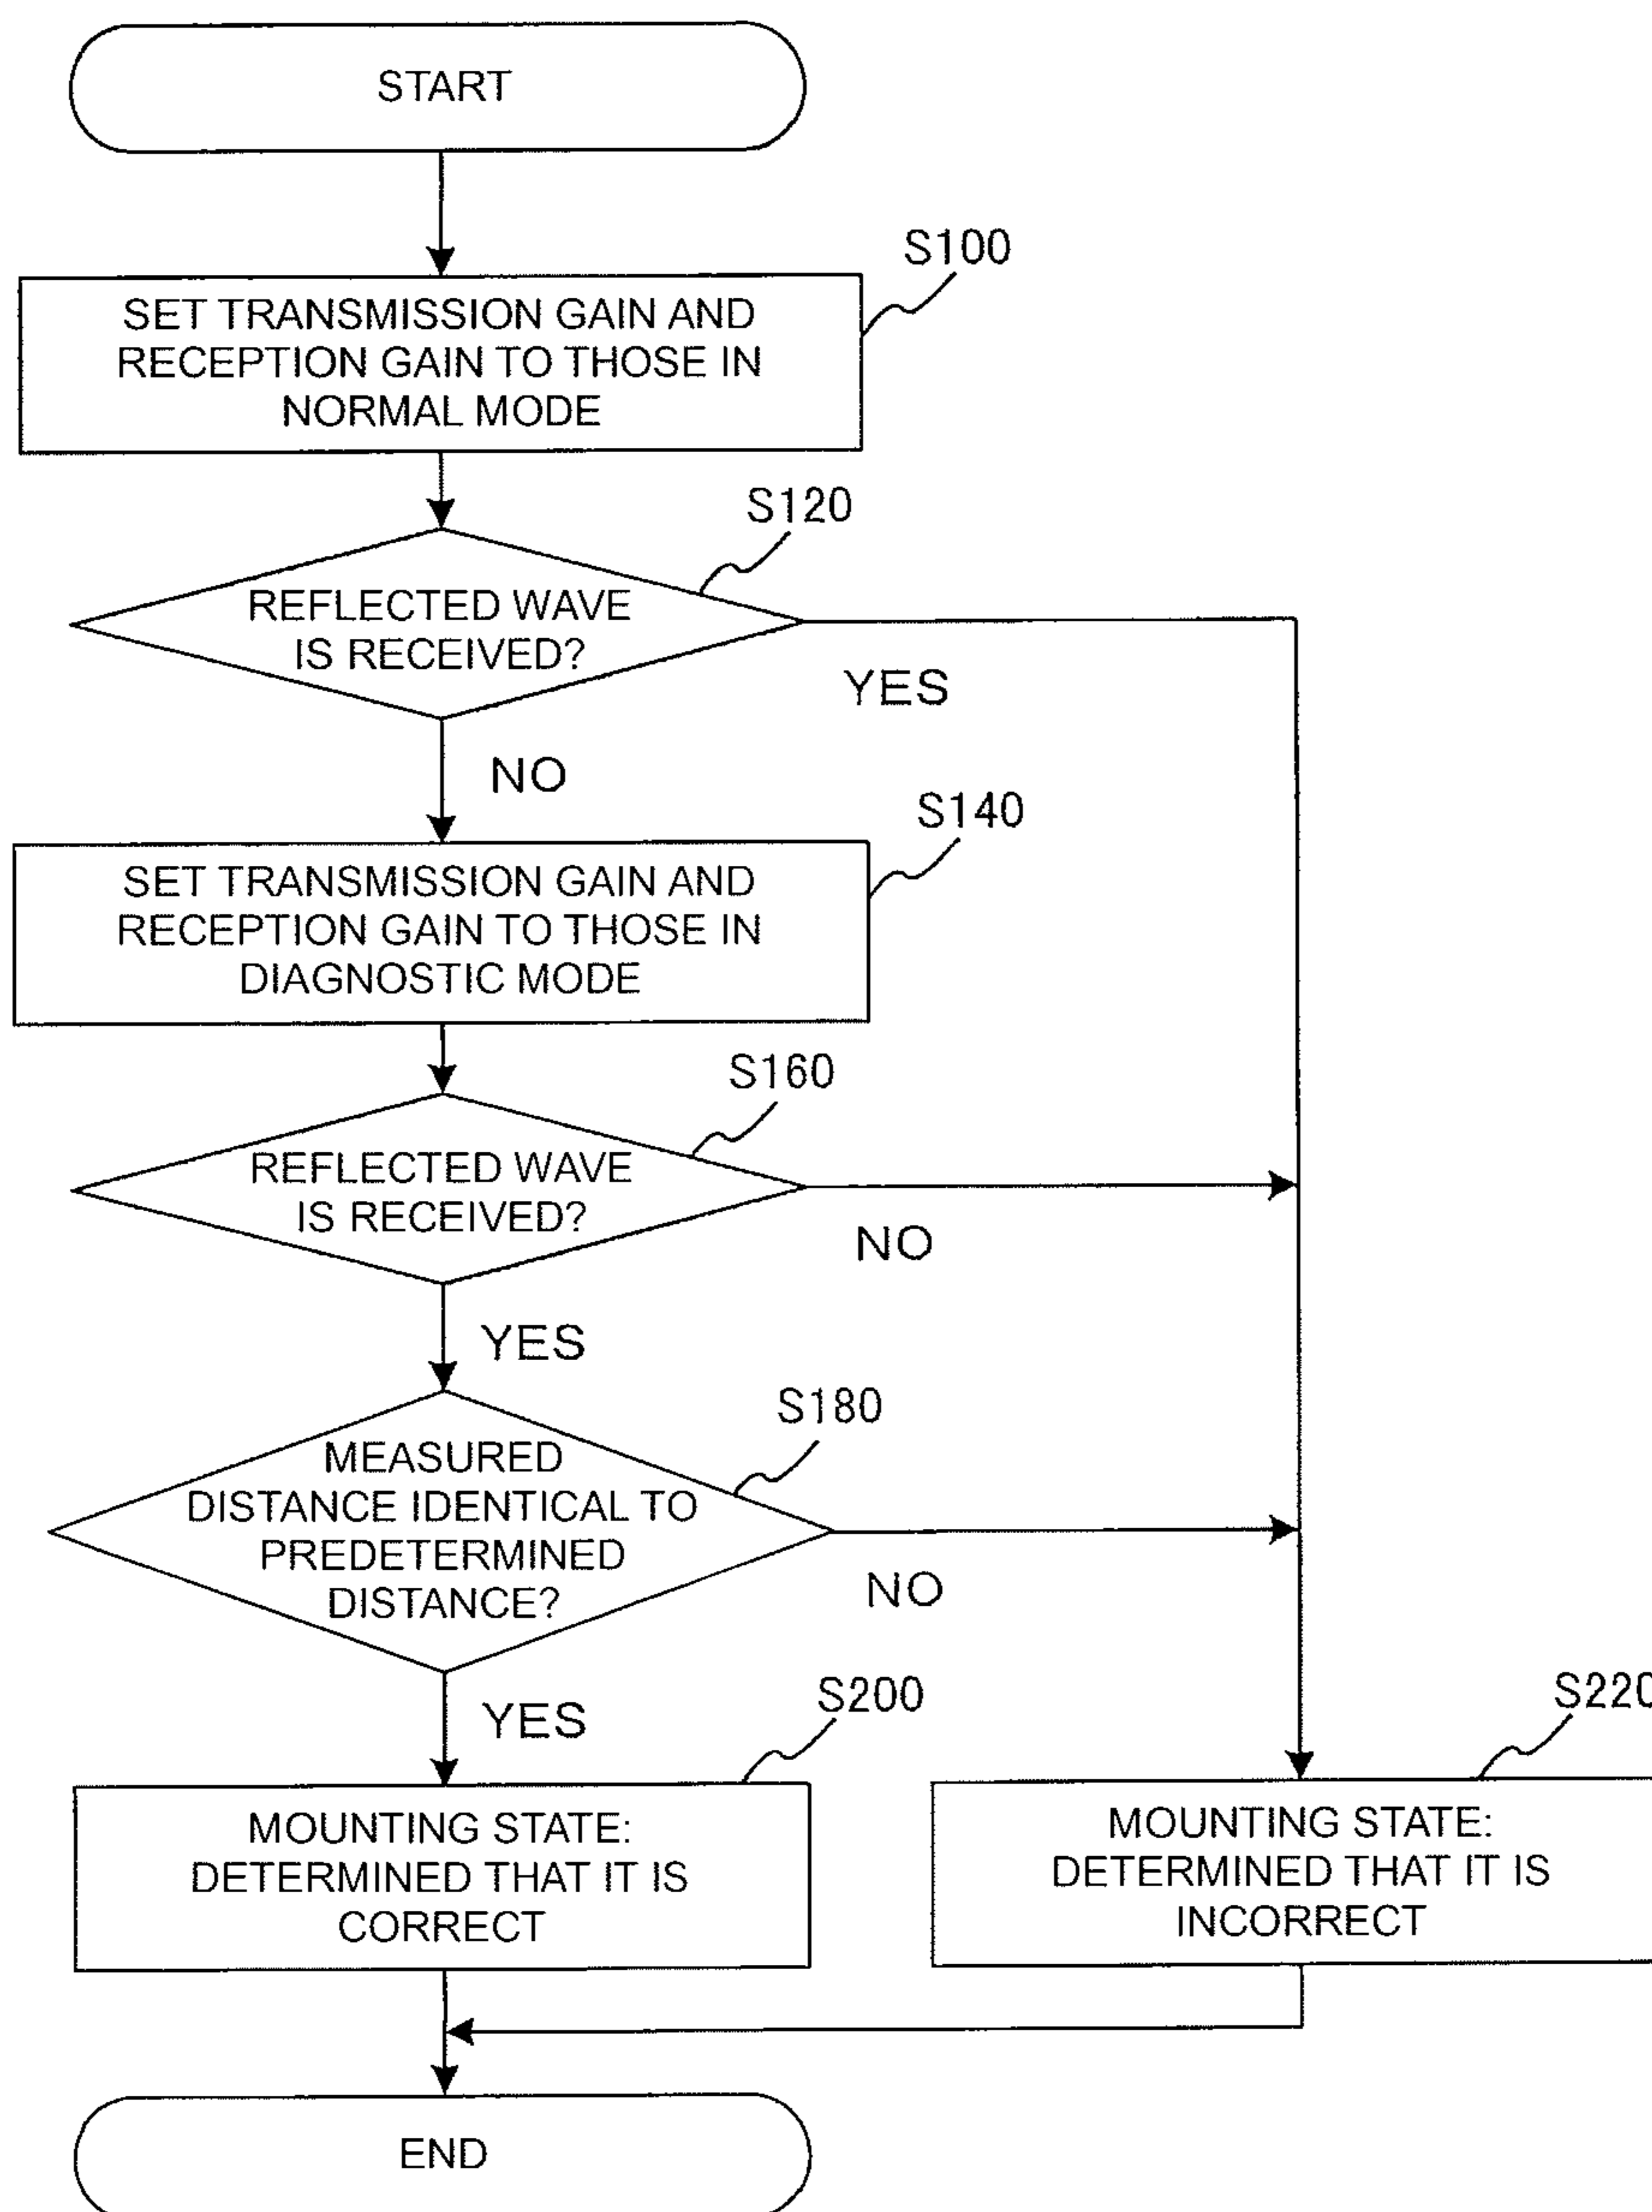 START
S100
SET TRANSMISSION GAIN AND
RECEPTION GAIN TO THOSE IN
NORMAL MODE
S120
REFLECTED WAVE
IS RECEIVED?
YES
NO
S140
SET TRANSMISSION GAIN AND
RECEPTION GAIN TO THOSE IN
DIAGNOSTIC MODE
S160
REFLECTED WAVE
IS RECEIVED?
NO
YES
S180
MEASURED
DISTANCE IDENTICAL TO
PREDETERMINED
DISTANCE?
NO
YES
S200
S220
MOUNTING STATE:
DETERMINED THAT IT IS
CORRECT
MOUNTING STATE:
DETERMINED THAT IT IS
INCORRECT
END